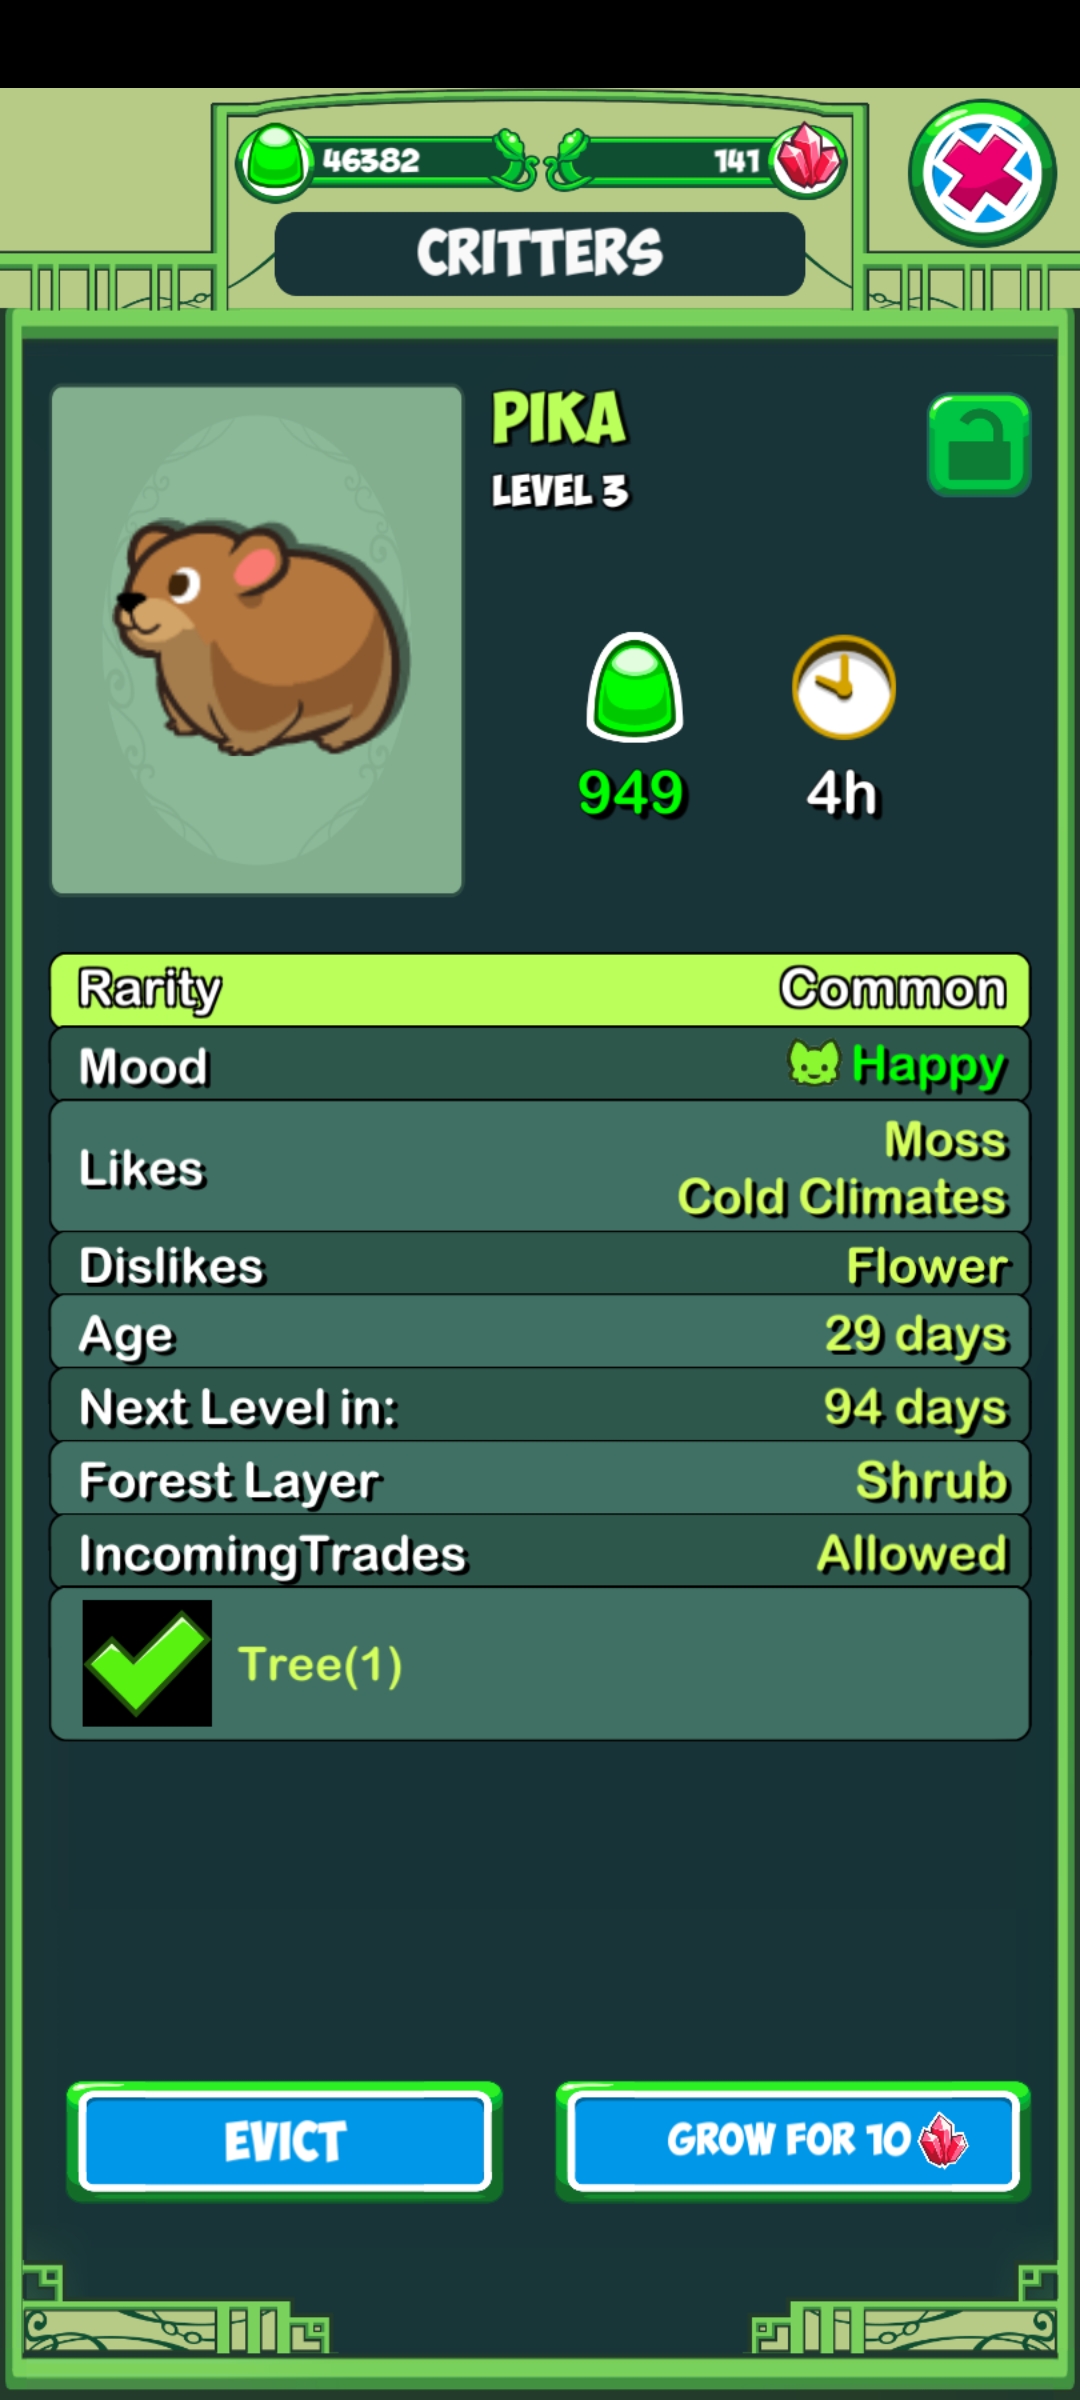 46382
141
CRITTERS
PIKA
LEVEL 3
949
4h
Rarity Common
Mood Happy
Likes Moss
Cold Climates
Dislikes Flower
Age 29 days
Next Level in: 94 days
Forest Layer Shrub
IncomingTrades Allowed
Tree(1)
EVICT
GROW FOR 10